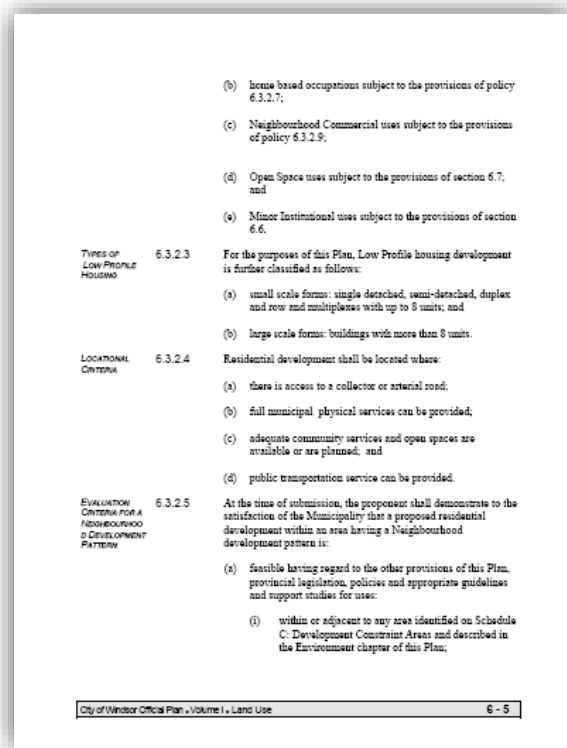 (b) home based occupations subject to the provisions of policy
6.3.2.7;
(c) Neighbourhood Commercial uses subject to the provisions
of policy 6.3.2.9;
(d) Open Space uses subject to the provisions of section 6.7;
and
(e) Minor Institutional uses subject to the provisions of section
6.6.
TYPES OF
LOW PROFILE
HOUSING
6.3.2.3
For the purposes of this Plan, Low Profile housing development
is further classified as follows:
(a) small scale forms: single detached, semi-detached, duplex
and row and multiplexes with up to 8 units; and
(b) large scale forms: buildings with more than 8 units.
LOCATIONAL
CRITERIA
6.3.2.4
Residential development shall be located where:
(a) there is access to a collector or arterial road;
(b) full municipal physical services can be provided;
(c) adequate community services and open spaces are
available or are planned; and
(d) public transportation service can be provided.
EVALUATION
CRITERIA FOR A
NEIGHBOURHOO
D DEVELOPMENT
PATTERN
6.3.2.5
At the time of submission, the proponent shall demonstrate to the
satisfaction of the Municipality that a proposed residential
development within an area having a Neighbourhood
development pattern is:
(a) feasible having regard to the other provisions of this Plan,
provincial legislation, policies and appropriate guidelines
and support studies for uses:
(i) within or adjacent to any area identified on Schedule
C: Development Constraint Areas and described in
the Environment chapter of this Plan;
City of Windsor Official Plan • Volume I • Land Use 6 - 5